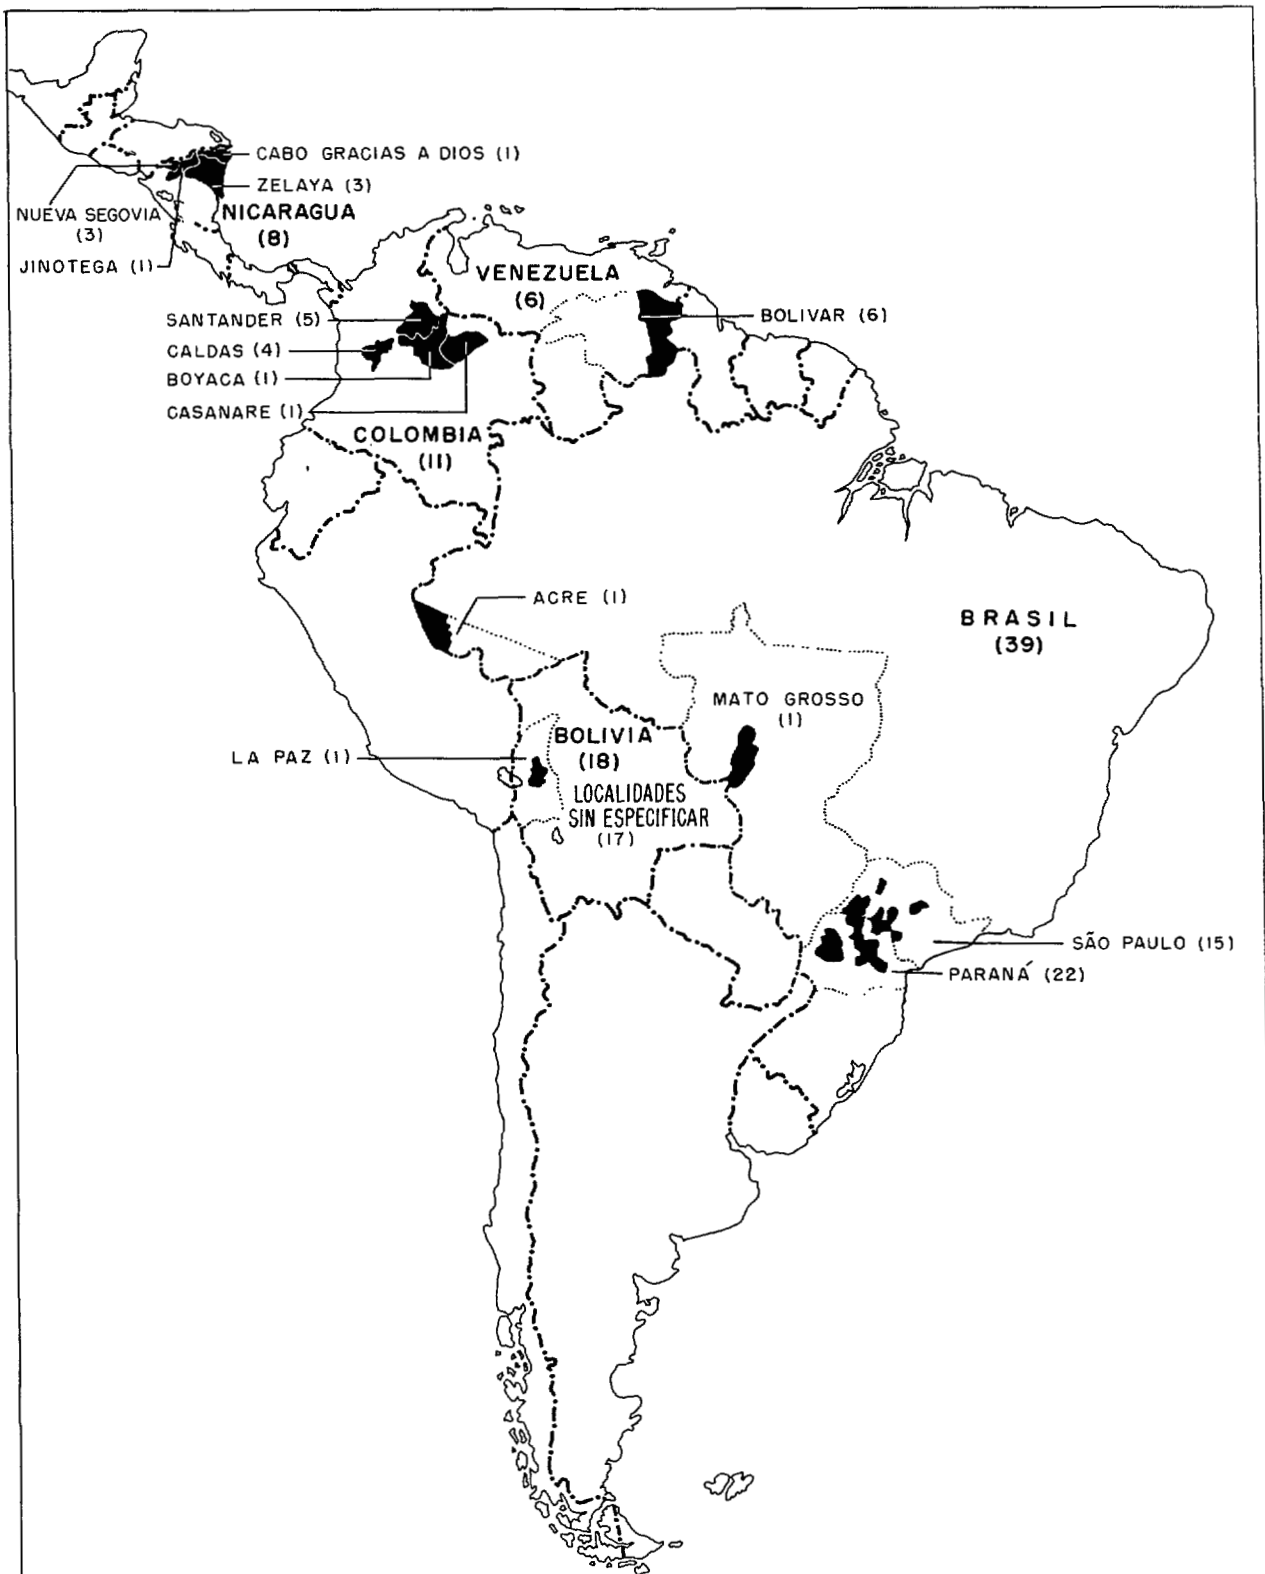 CABO GRACIAS A DIOS (1)
ZELAYA (3)
NUEVA SEGOVIA
(3)
NICARAGUA
(8)
JINOTEGA (1)
VENEZUELA
(6)
BOLIVAR (6)
SANTANDER (5)
CALDAS (4)
BOYACA (1)
CASANARE (1)
COLOMBIA
(11)
ACRE (1)
BRASIL
(39)
MATO GROSSO
(1)
LA PAZ (1)
BOLIVIA
(18)
LOCALIDADES
SIN ESPECIFICAR
(17)
SÃO PAULO (15)
PARANÁ (22)